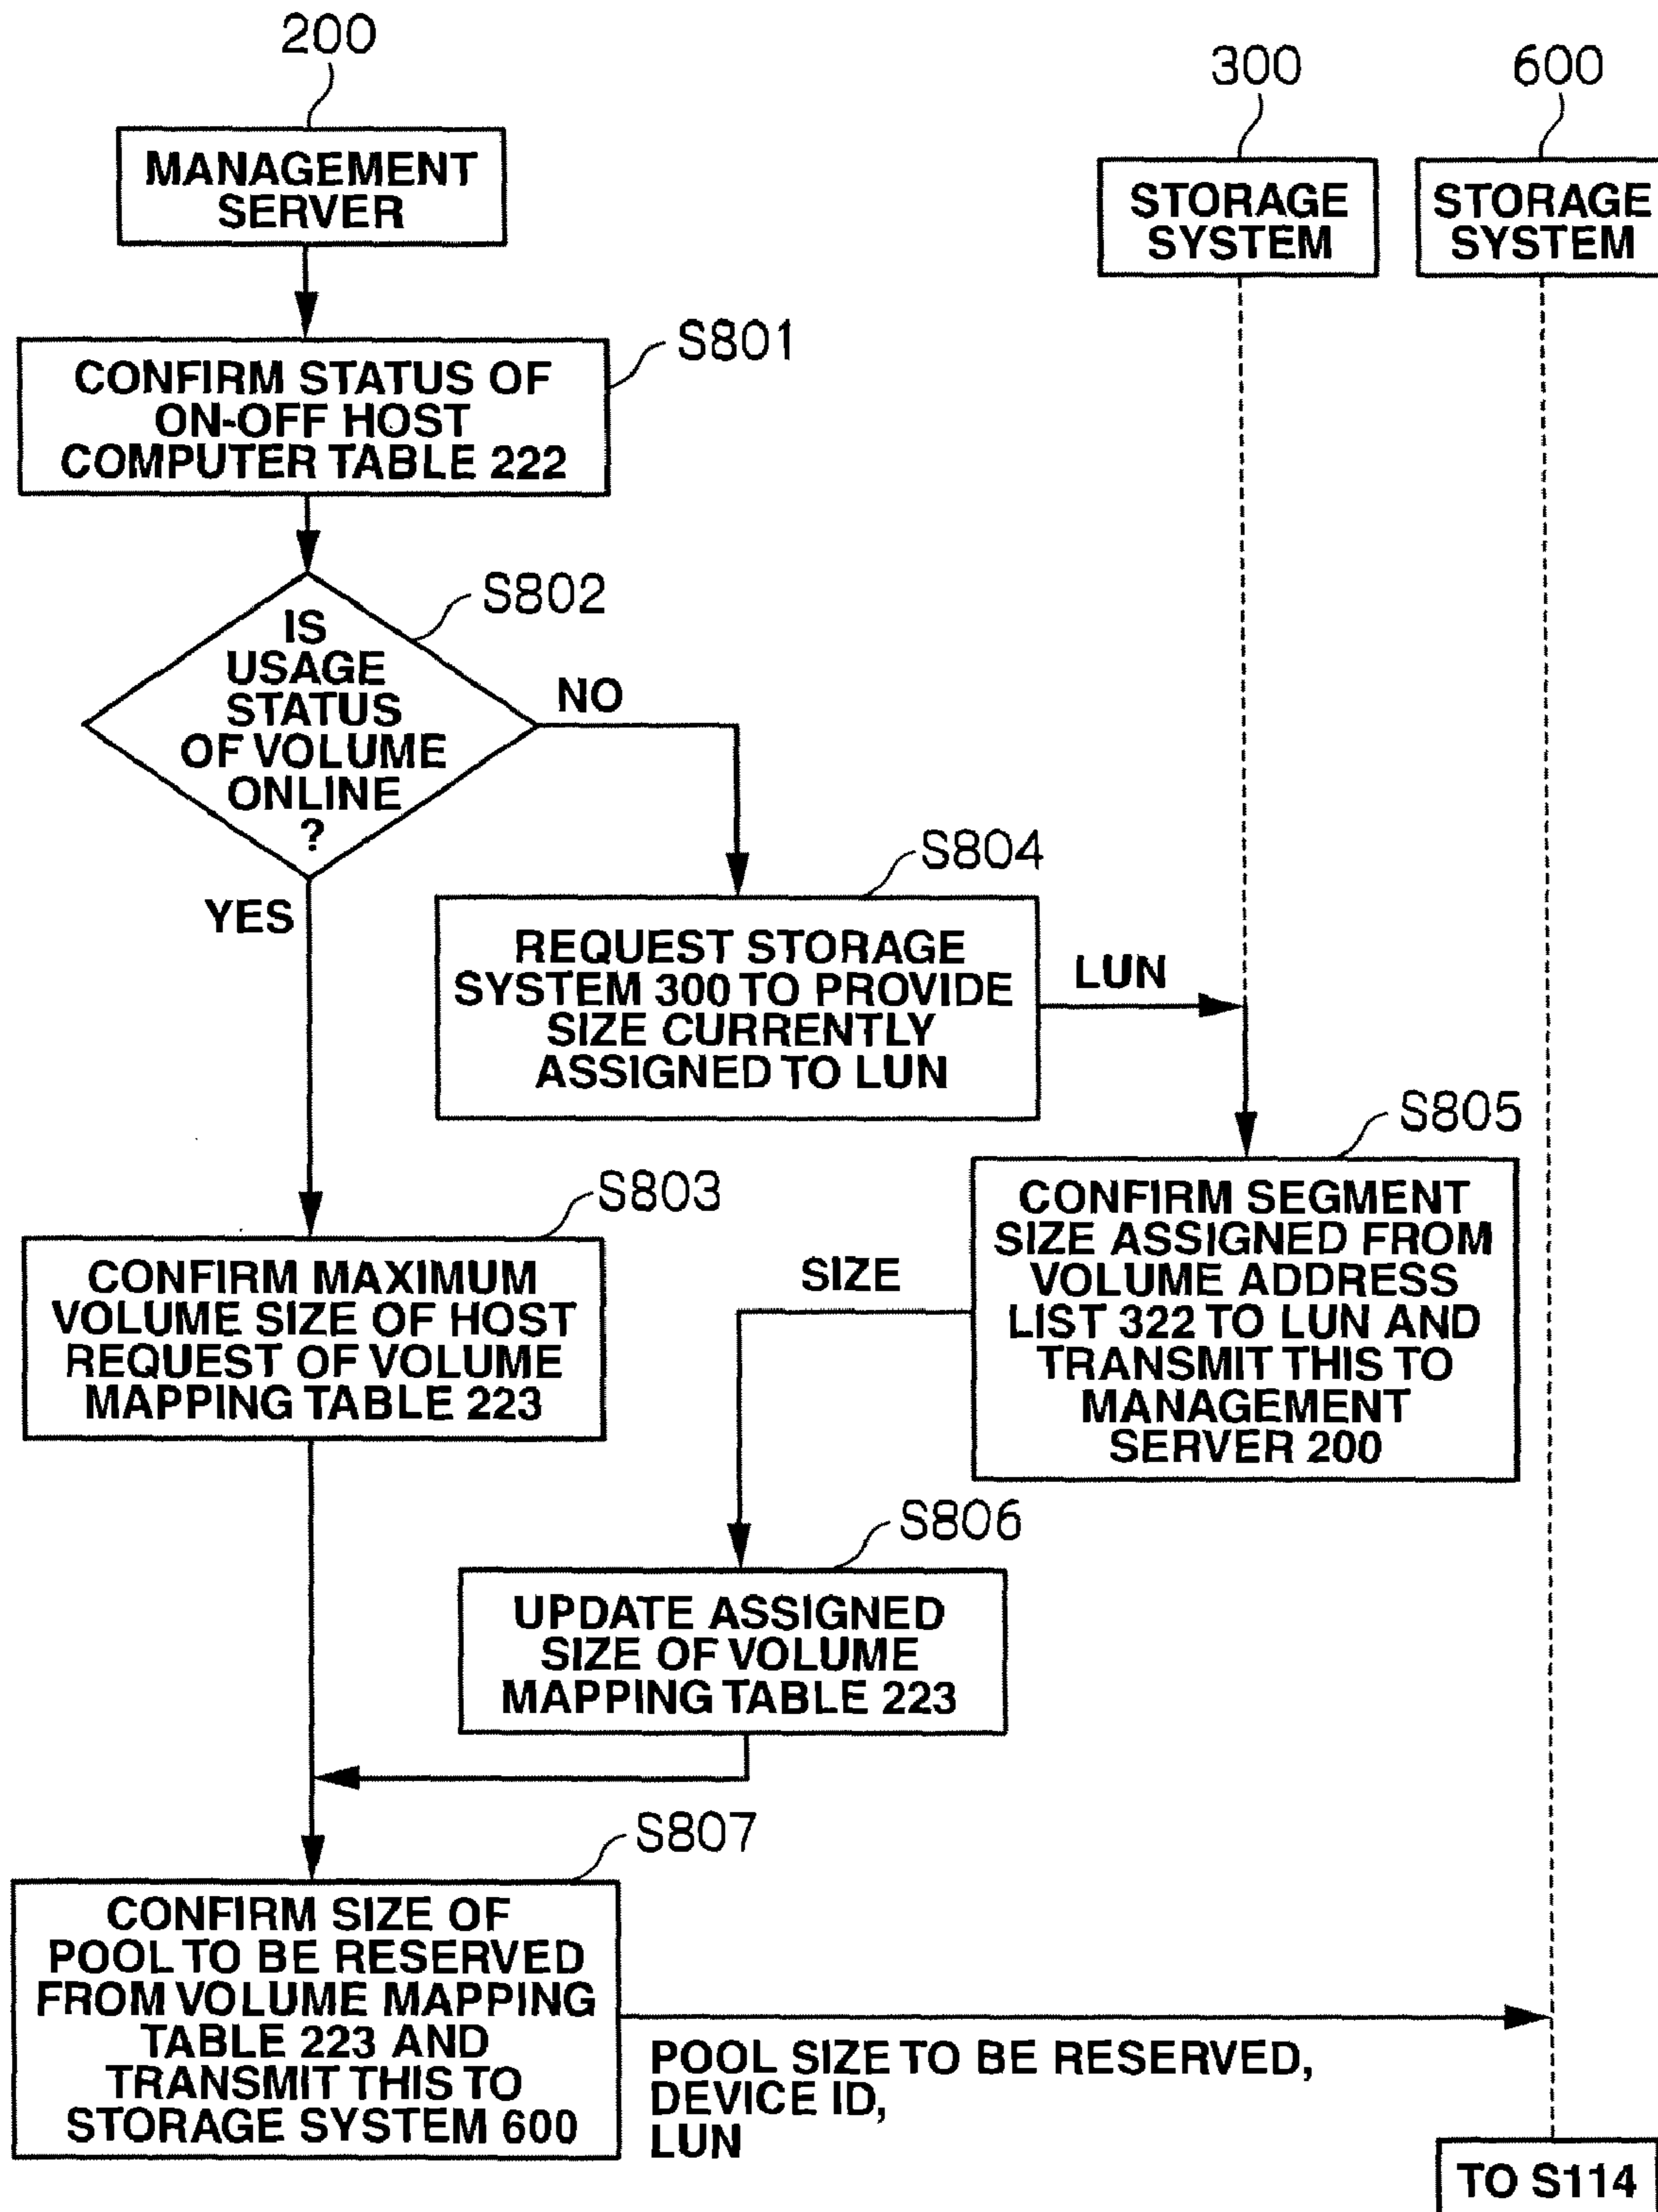 200
300
600
MANAGEMENT
SERVER
STORAGE
SYSTEM
STORAGE
SYSTEM
S801
CONFIRM STATUS OF
ON-OFF HOST
COMPUTER TABLE 222
S802
IS
USAGE
STATUS
OF VOLUME
ONLINE
?
NO
YES
S804
REQUEST STORAGE
SYSTEM 300 TO PROVIDE
SIZE CURRENTLY
ASSIGNED TO LUN
LUN
S805
CONFIRM SEGMENT
SIZE ASSIGNED FROM
VOLUME ADDRESS
LIST 322 TO LUN AND
TRANSMIT THIS TO
MANAGEMENT
SERVER 200
S803
CONFIRM MAXIMUM
VOLUME SIZE OF HOST
REQUEST OF VOLUME
MAPPING TABLE 223
SIZE
S806
UPDATE ASSIGNED
SIZE OF VOLUME
MAPPING TABLE 223
S807
CONFIRM SIZE OF
POOL TO BE RESERVED
FROM VOLUME MAPPING
TABLE 223 AND
TRANSMIT THIS TO
STORAGE SYSTEM 600
POOL SIZE TO BE RESERVED,
DEVICE ID,
LUN
TO S114